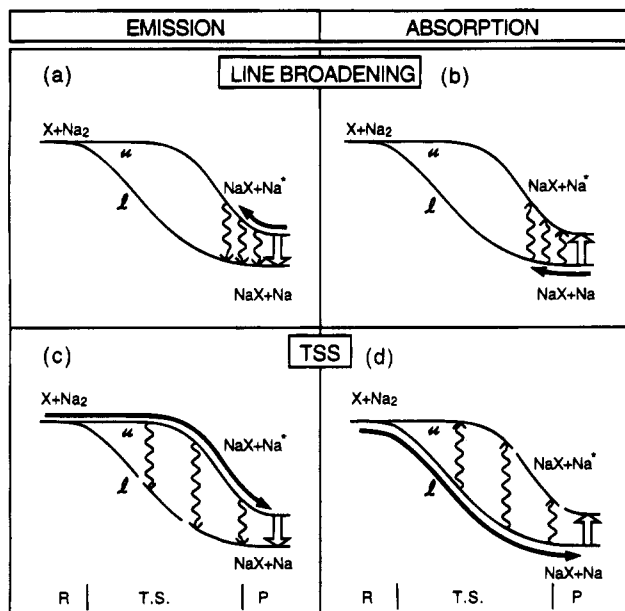 EMISSION
ABSORPTION
LINE BROADENING
(a)
(b)
X+Na₂
u
NaX+Na*
l
NaX+Na
X+Na₂
u
NaX+Na*
l
NaX+Na
TSS
(c)
(d)
X+Na₂
u
NaX+Na*
l
NaX+Na
X+Na₂
u
NaX+Na*
l
NaX+Na
R | T.S. | P
R | T.S. | P